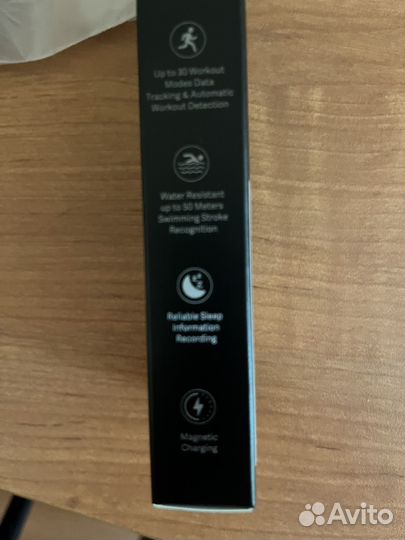 Up to 30 Workout
Modes Data
Tracking & Automatic
Workout Detection
Water Resistant
up to 50 Meters
Swimming Stroke
Recognition
Reliable Sleep
Information
Recording
Magnetic
Charging
Avito